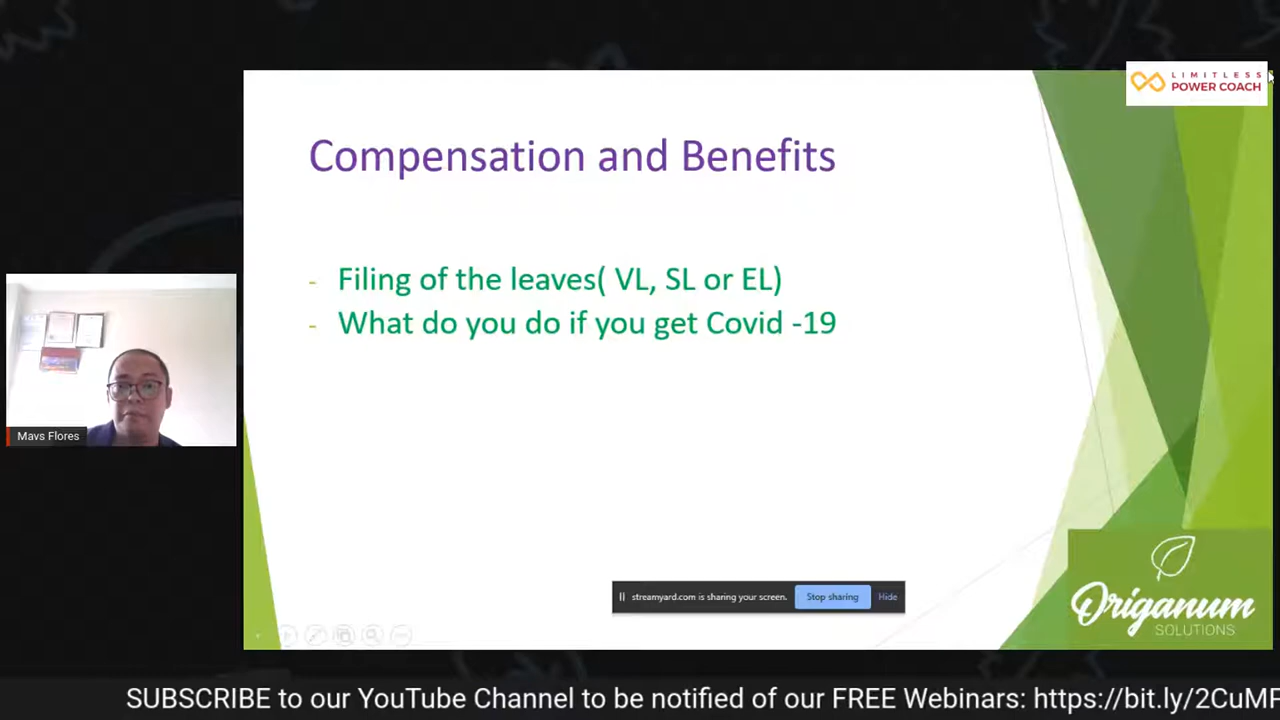 LIMITLESS
POWER COACH
Compensation and Benefits
- Filing of the leaves( VL, SL or EL)
- What do you do if you get Covid -19
Mavs Flores
streamyard.com is sharing your screen. Stop sharing Hide
Origanum
SOLUTIONS
SUBSCRIBE to our YouTube Channel to be notified of our FREE Webinars: https://bit.ly/2CuMF